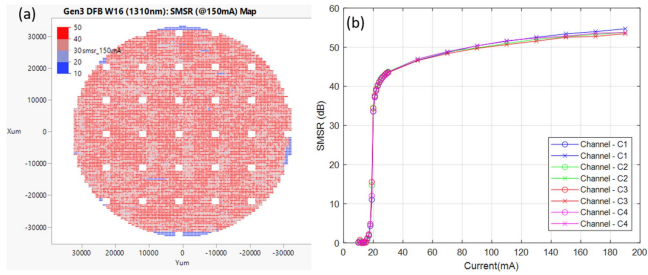 (a)
Gen3 DFB W16 (1310nm): SMSR (@150mA) Map
50
40
30 smsr_150mA
20
10
30000
20000
10000
Xum 0
-10000
-20000
-30000
30000 20000 10000 0 -10000 -20000 -30000
Yum
(b)
60
50
40
30
20
10
0
SMSR (dB)
Channel - C1
Channel - C1
Channel - C2
Channel - C2
Channel - C3
Channel - C3
Channel - C4
Channel - C4
0 20 40 60 80 100 120 140 160 180 200
Current(mA)